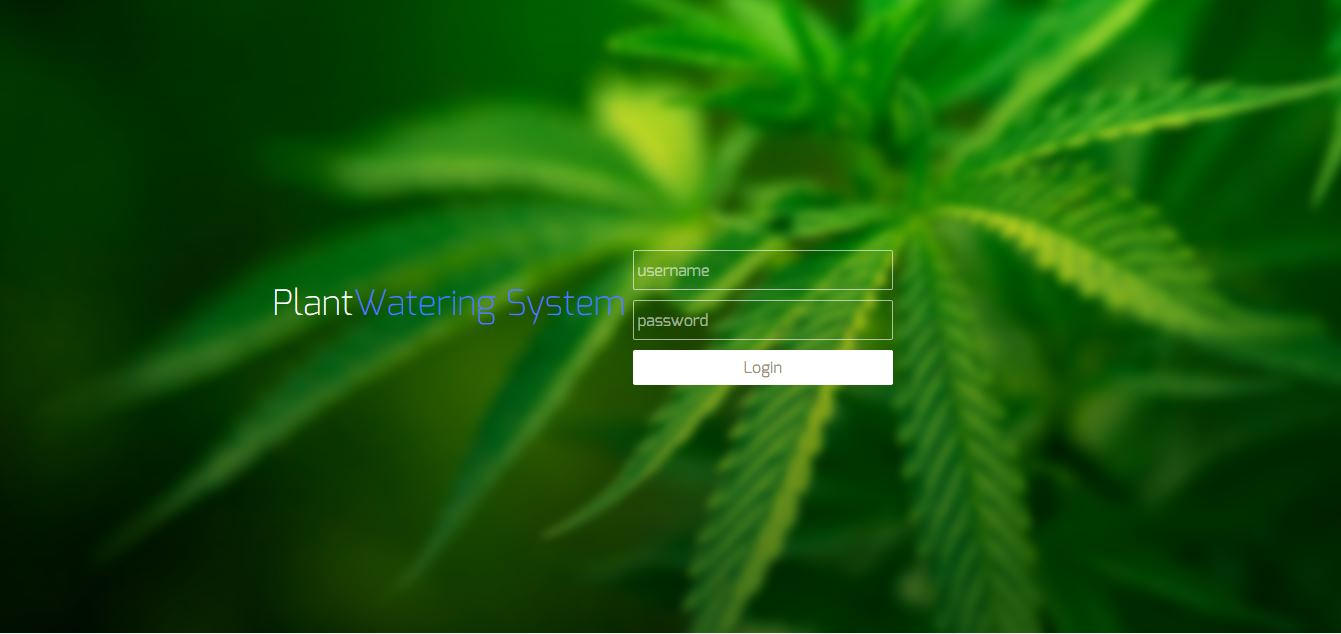 PlantWatering System
username
password
Login